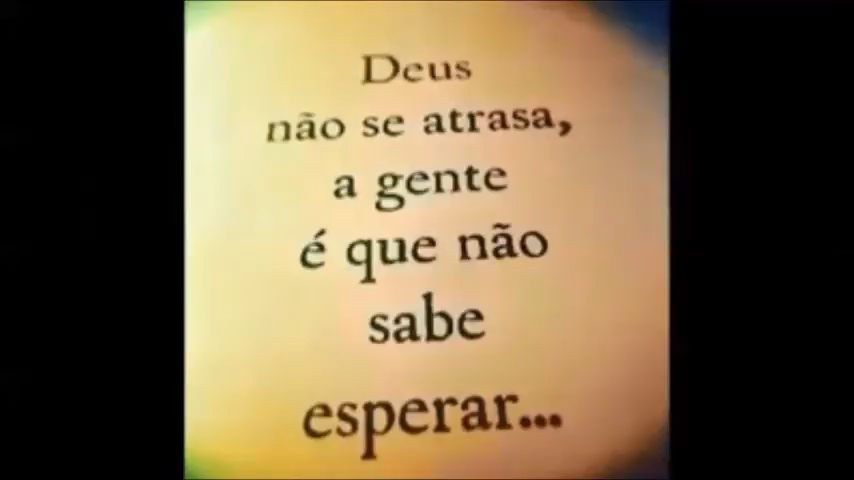 Deus
não se atrasa,
a gente
é que não
sabe
esperar...